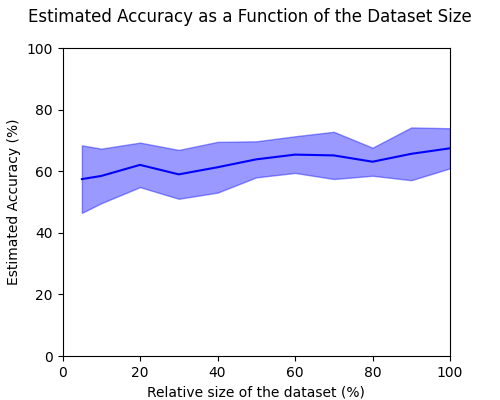 Estimated Accuracy as a Function of the Dataset Size
100
80
60
40
20
0
Estimated Accuracy (%)
0 20 40 60 80 100
Relative size of the dataset (%)